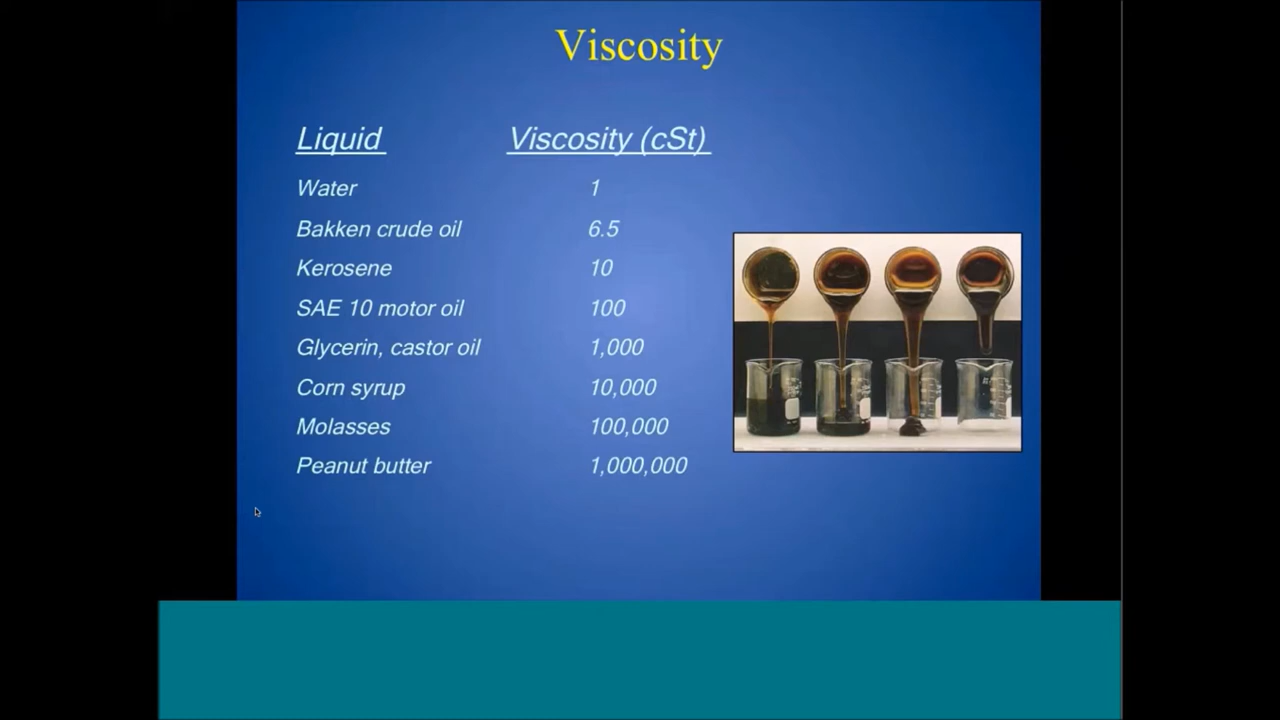 Viscosity
Liquid Viscosity (cSt)
Water 1
Bakken crude oil 6.5
Kerosene 10
SAE 10 motor oil 100
Glycerin, castor oil 1,000
Corn syrup 10,000
Molasses 100,000
Peanut butter 1,000,000